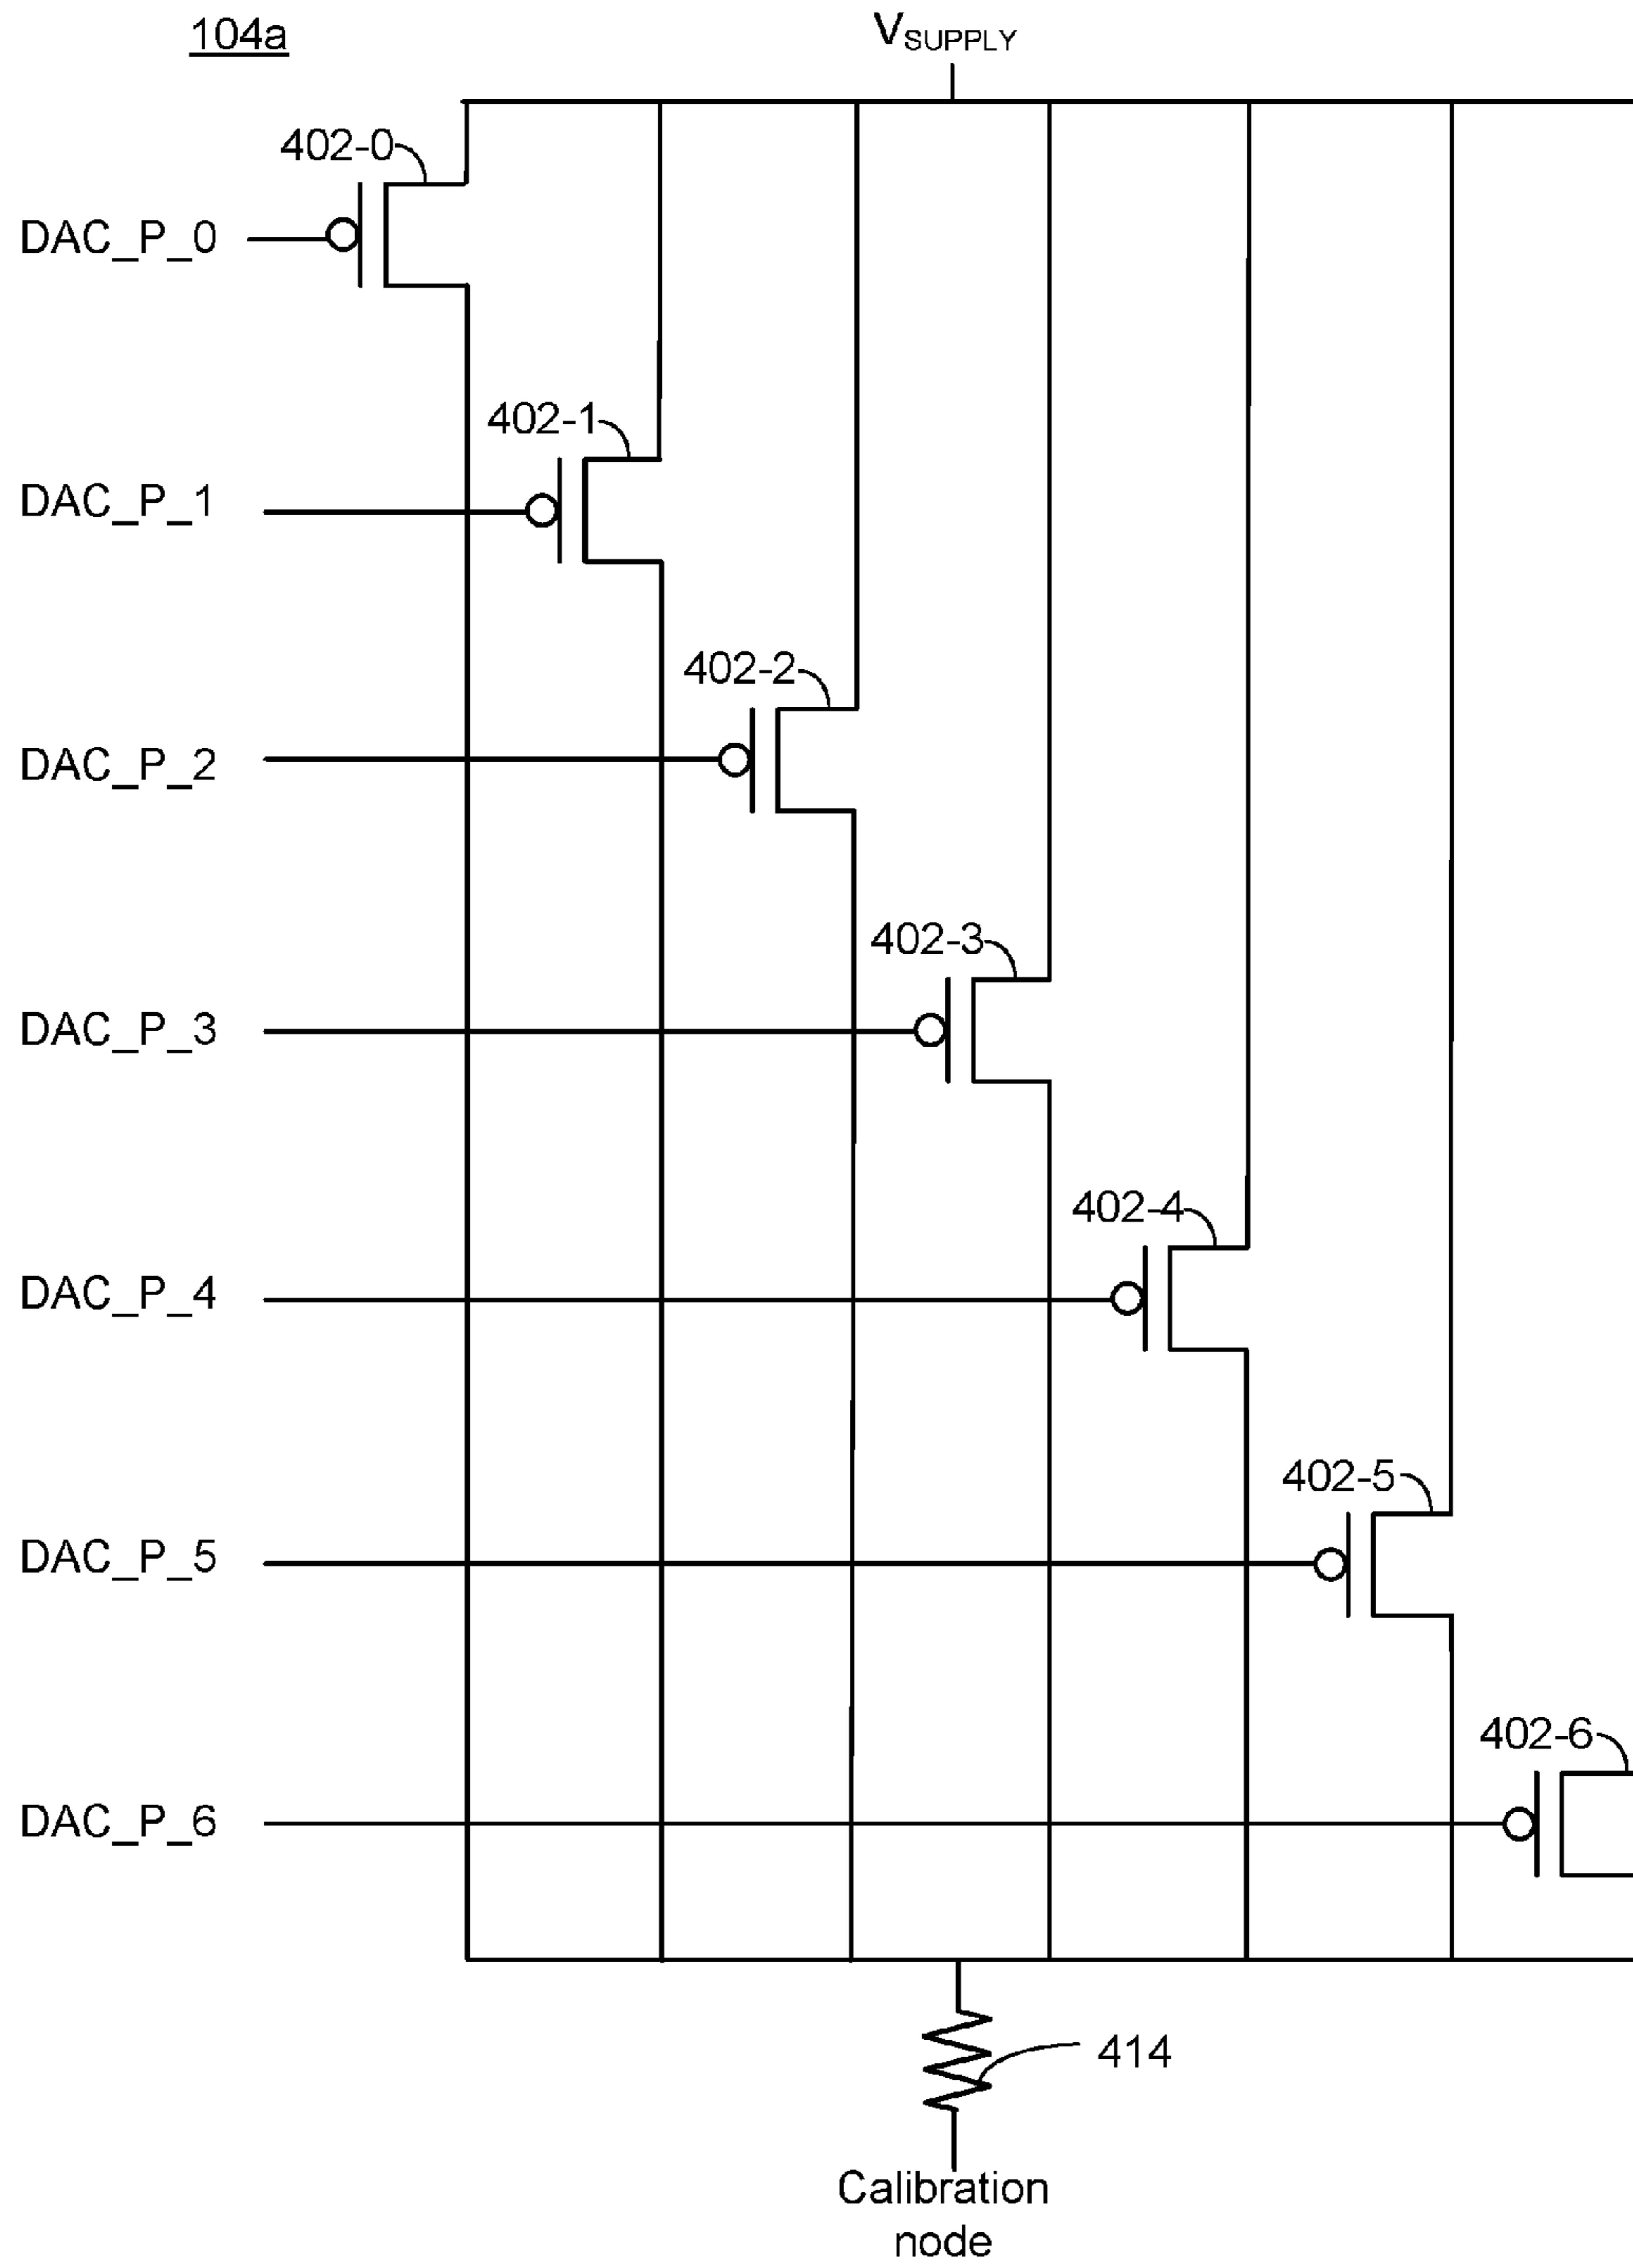 104a
VSUPPLY
402-0
DAC_P_0
402-1
DAC_P_1
402-2
DAC_P_2
402-3
DAC_P_3
402-4
DAC_P_4
402-5
DAC_P_5
402-6
DAC_P_6
414
Calibration
node